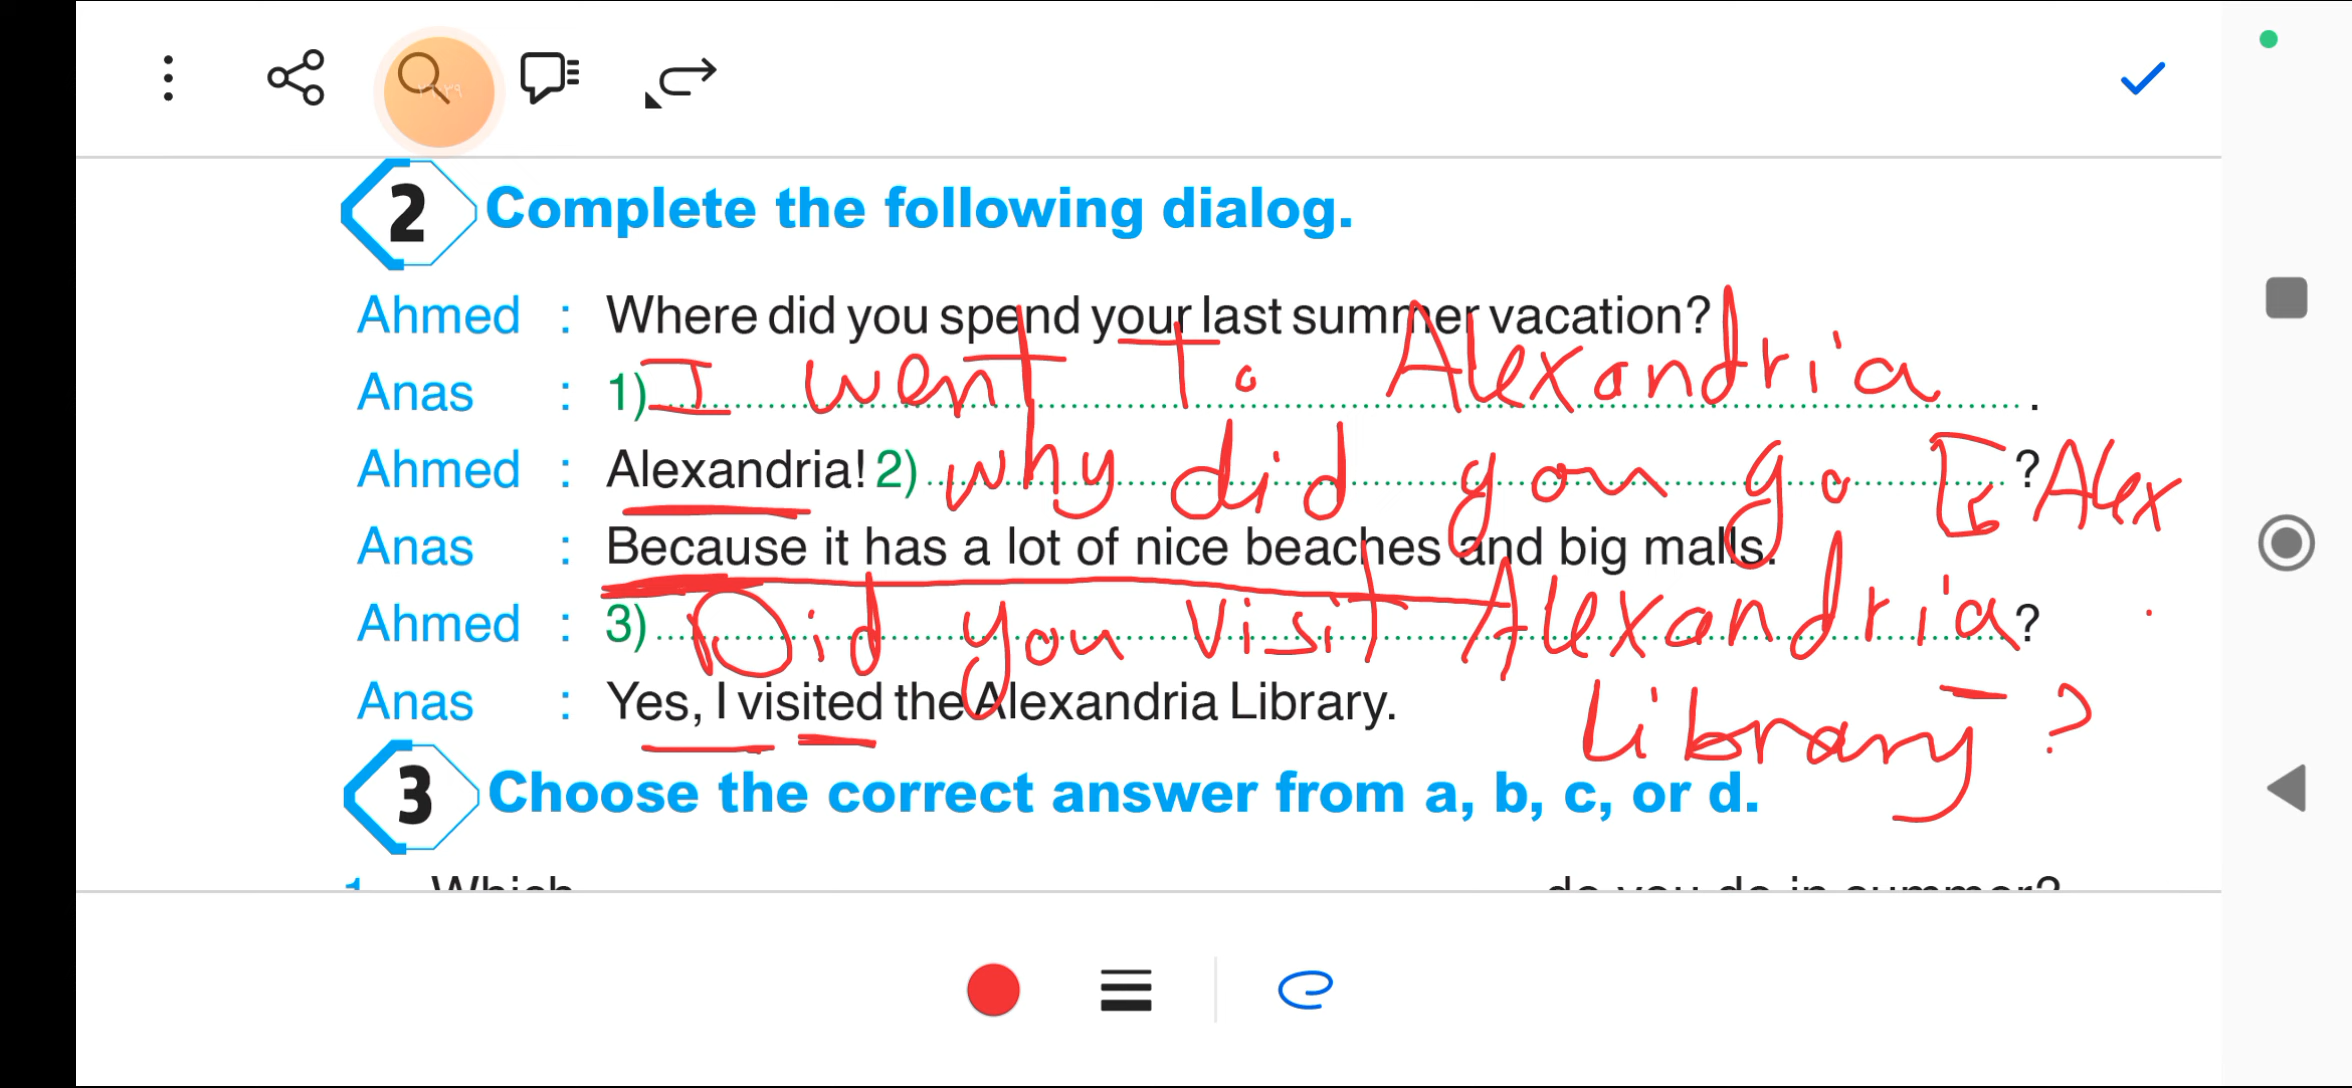 2 Complete the following dialog.
Ahmed : Where did you spend your last summer vacation?
Anas : 1) I went to Alexandria .
Ahmed : Alexandria! 2) why did you go to ? Alex
Anas : Because it has a lot of nice beaches and big malls.
Ahmed : 3) Did you visit Alexandria ?
Anas : Yes, I visited the Alexandria Library.
Library ?
3 Choose the correct answer from a, b, c, or d.